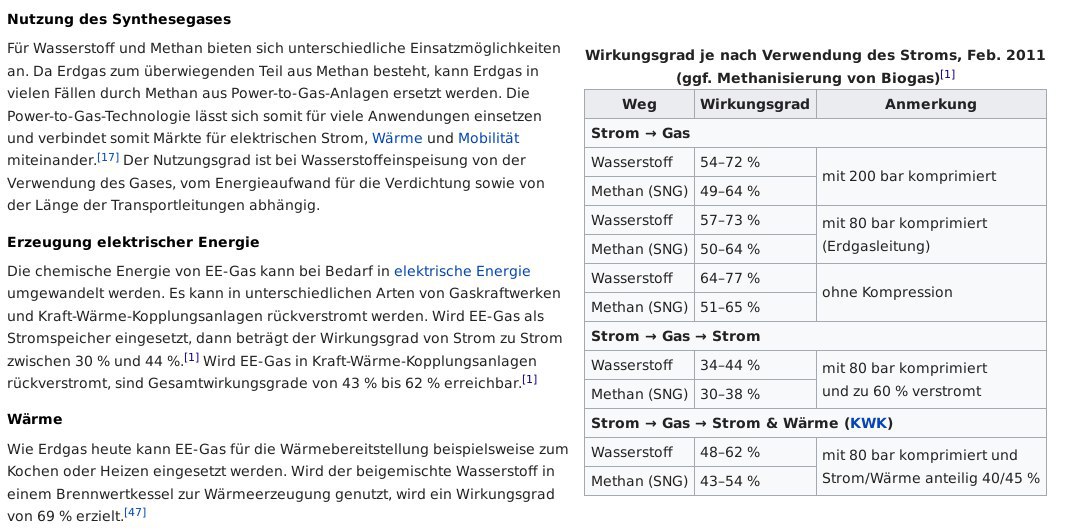 Nutzung des Synthesegases
Für Wasserstoff und Methan bieten sich unterschiedliche Einsatzmöglichkeiten
an. Da Erdgas zum überwiegenden Teil aus Methan besteht, kann Erdgas in
vielen Fällen durch Methan aus Power-to-Gas-Anlagen ersetzt werden. Die
Power-to-Gas-Technologie lässt sich somit für viele Anwendungen einsetzen
und verbindet somit Märkte für elektrischen Strom, Wärme und Mobilität
miteinander.[17] Der Nutzungsgrad ist bei Wasserstoffeinspeisung von der
Verwendung des Gases, vom Energieaufwand für die Verdichtung sowie von
der Länge der Transportleitungen abhängig.
Erzeugung elektrischer Energie
Die chemische Energie von EE-Gas kann bei Bedarf in elektrische Energie
umgewandelt werden. Es kann in unterschiedlichen Arten von Gaskraftwerken
und Kraft-Wärme-Kopplungsanlagen rückverstromt werden. Wird EE-Gas als
Stromspeicher eingesetzt, dann beträgt der Wirkungsgrad von Strom zu Strom
zwischen 30 % und 44 %.[1] Wird EE-Gas in Kraft-Wärme-Kopplungsanlagen
rückverstromt, sind Gesamtwirkungsgrade von 43 % bis 62 % erreichbar.[1]
Wärme
Wie Erdgas heute kann EE-Gas für die Wärmebereitstellung beispielsweise zum
Kochen oder Heizen eingesetzt werden. Wird der beigemischte Wasserstoff in
einem Brennwertkessel zur Wärmeerzeugung genutzt, wird ein Wirkungsgrad
von 69 % erzielt.[47]
Wirkungsgrad je nach Verwendung des Stroms, Feb. 2011
(ggf. Methanisierung von Biogas)[1]
Weg Wirkungsgrad Anmerkung
Strom → Gas
Wasserstoff 54–72 %
mit 200 bar komprimiert
Methan (SNG) 49–64 %
Wasserstoff 57–73 % mit 80 bar komprimiert
Methan (SNG) 50–64 % (Erdgasleitung)
Wasserstoff 64–77 %
ohne Kompression
Methan (SNG) 51–65 %
Strom → Gas → Strom
Wasserstoff 34–44 % mit 80 bar komprimiert
Methan (SNG) 30–38 % und zu 60 % verstromt
Strom → Gas → Strom & Wärme (KWK)
Wasserstoff 48–62 % mit 80 bar komprimiert und
Methan (SNG) 43–54 % Strom/Wärme anteilig 40/45 %